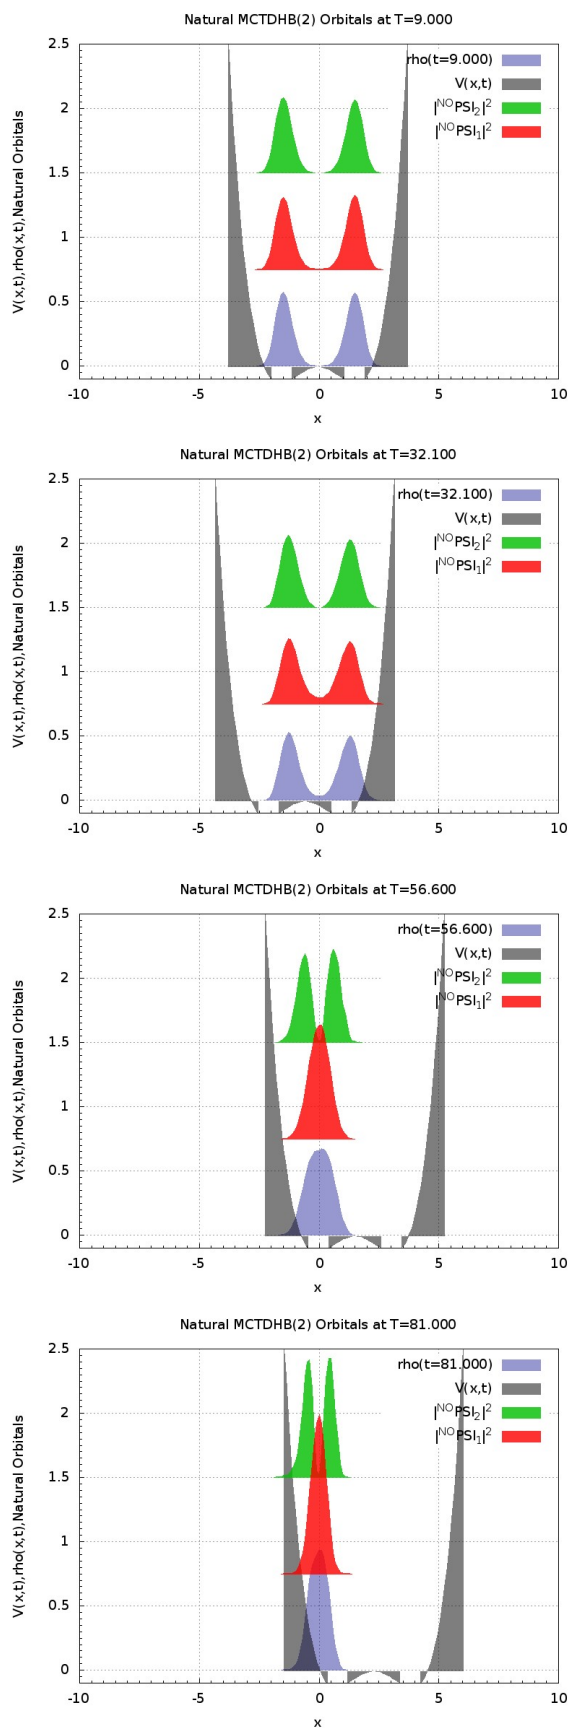 Natural MCTDHB(2) Orbitals at T=9.000
V(x,t),rho(x,t),Natural Orbitals
2.5
2
1.5
1
0.5
0
-10
-5
0
5
10
x
rho(t=9.000)
V(x,t)
|NOPSI2|2
|NOPSI1|2
Natural MCTDHB(2) Orbitals at T=32.100
V(x,t),rho(x,t),Natural Orbitals
2.5
2
1.5
1
0.5
0
-10
-5
0
5
10
x
rho(t=32.100)
V(x,t)
|NOPSI2|2
|NOPSI1|2
Natural MCTDHB(2) Orbitals at T=56.600
V(x,t),rho(x,t),Natural Orbitals
2.5
2
1.5
1
0.5
0
-10
-5
0
5
10
x
rho(t=56.600)
V(x,t)
|NOPSI2|2
|NOPSI1|2
Natural MCTDHB(2) Orbitals at T=81.000
V(x,t),rho(x,t),Natural Orbitals
2.5
2
1.5
1
0.5
0
-10
-5
0
5
10
x
rho(t=81.000)
V(x,t)
|NOPSI2|2
|NOPSI1|2